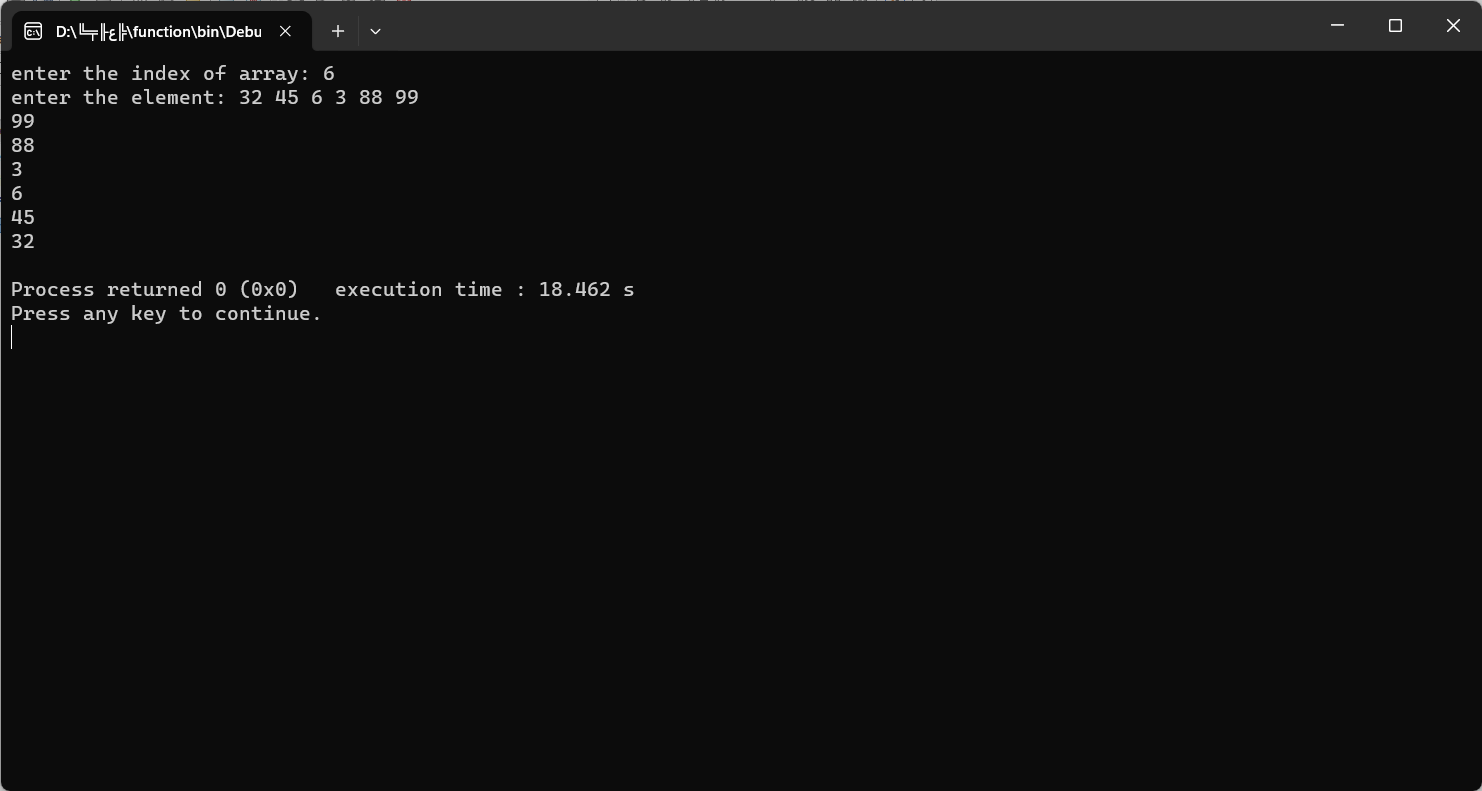 D:\╚╤╟ع╠\function\bin\Debu
enter the index of array: 6
enter the element: 32 45 6 3 88 99
99
88
3
6
45
32
Process returned 0 (0x0)   execution time : 18.462 s
Press any key to continue.